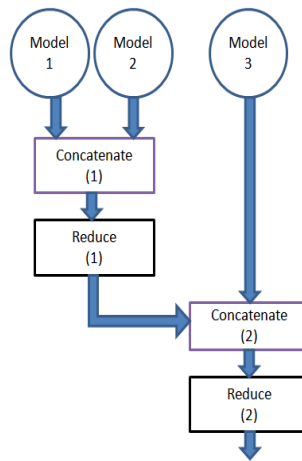 Model
1
Model
2
Model
3
Concatenate
(1)
Reduce
(1)
Concatenate
(2)
Reduce
(2)